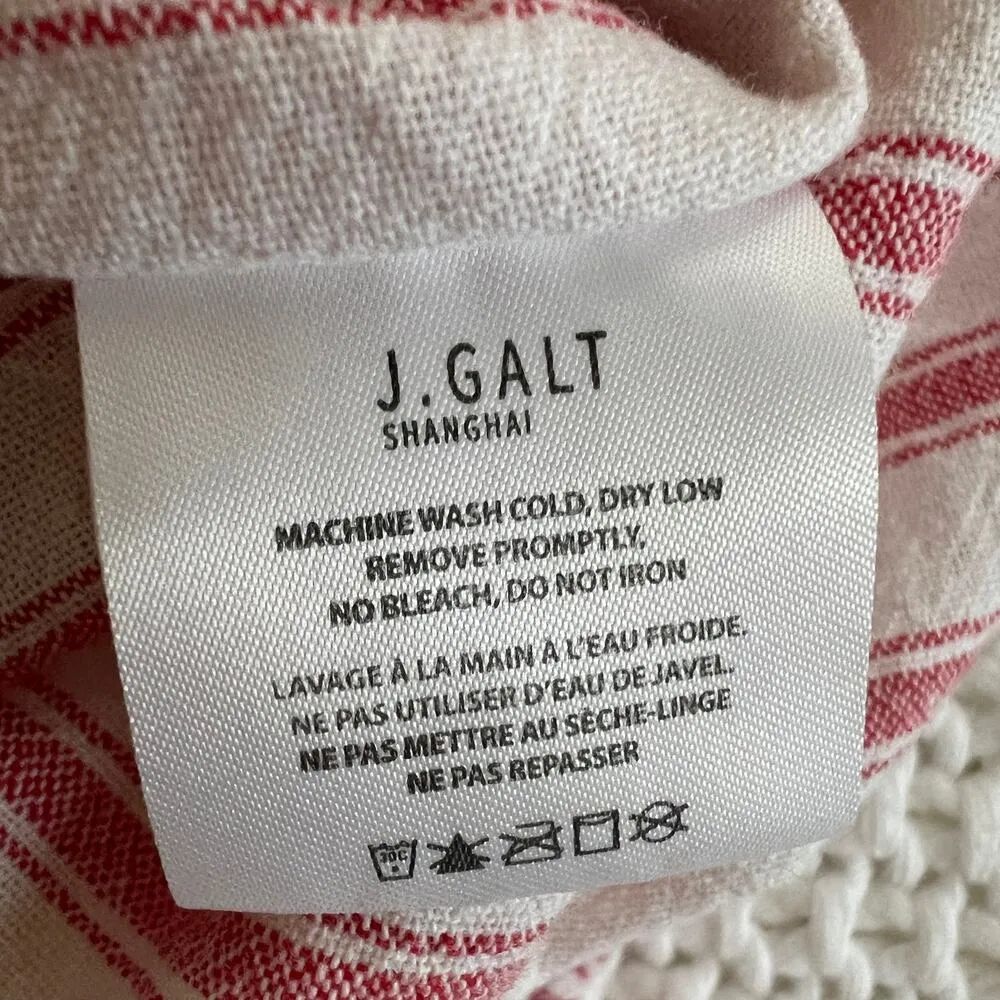 J.GALT
SHANGHAI
MACHINE WASH COLD, DRY LOW
REMOVE PROMPTLY,
NO BLEACH, DO NOT IRON
LAVAGE À LA MAIN À L'EAU FROIDE.
NE PAS UTILISER D'EAU DE JAVEL.
NE PAS METTRE AU SÈCHE-LINGE
NE PAS REPASSER
30C